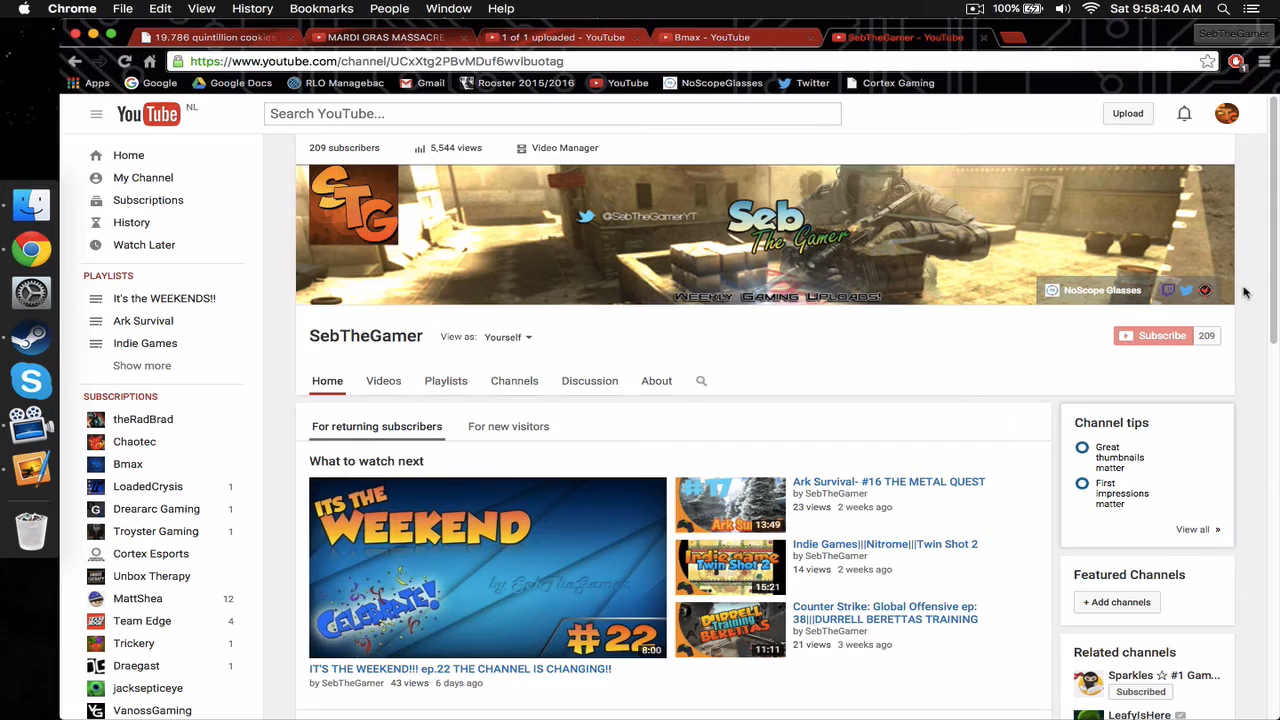 Chrome File Edit View History Bookmarks People Window Help 100% Sun 9:58:40 AM
19.786 quintillion cookies MARDI GRAS MASSACRE 1 of 1 uploaded - YouTube Bmax - YouTube SebTheGamer - YouTube SebTheGamer
https://www.youtube.com/channel/UCxXtg2PBvMDuf6wvlbuotag
Apps Google Google Docs RLO Managebac Gmail Rooster 2015/2016 YouTube NoScopeGlasses Twitter Cortex Gaming
YouTube NL Search YouTube... Upload
209 subscribers 5,544 views Video Manager
Home
My Channel
Subscriptions
History
Watch Later
PLAYLISTS
It's the WEEKENDS!!
Ark Survival
Indie Games
Show more
SUBSCRIPTIONS
theRadBrad
Chaotec
Bmax
LoadedCrysis 1
Dreararc Gaming 1
Troyster Gaming 1
Cortex Esports
Unbox Therapy
MattShea 12
Team Edge 4
Trickery 1
Draegast 1
jacksepticeye
VanossGaming
STG
@SebTheGamerYT
Seb
The Gamer
WEEKLY GAMING UPLOADS!
NoScope Glasses
SebTheGamer View as: Yourself Subscribe 209
Home Videos Playlists Channels Discussion About
For returning subscribers For new visitors
What to watch next
ITS THE
WEEKEND
by SebTheGamer
CELEBRATE!
#22
8:00
IT'S THE WEEKEND!!! ep.22 THE CHANNEL IS CHANGING!!
by SebTheGamer 43 views 6 days ago
#17
Ark Su
13:49
Ark Survival- #16 THE METAL QUEST
by SebTheGamer
23 views 2 weeks ago
Indie game
Twin Shot 2
15:21
Indie Games|||Nitrome|||Twin Shot 2
by SebTheGamer
14 views 2 weeks ago
DURRELL
Training
BERETTAS
11:11
Counter Strike: Global Offensive ep:
38|||DURRELL BERETTAS TRAINING
by SebTheGamer
21 views 3 weeks ago
Channel tips
Great
thumbnails
matter
First
impressions
matter
View all »
Featured Channels
+ Add channels
Related channels
Sparkles ☆ #1 Gam...
Subscribed
LeafyIsHere